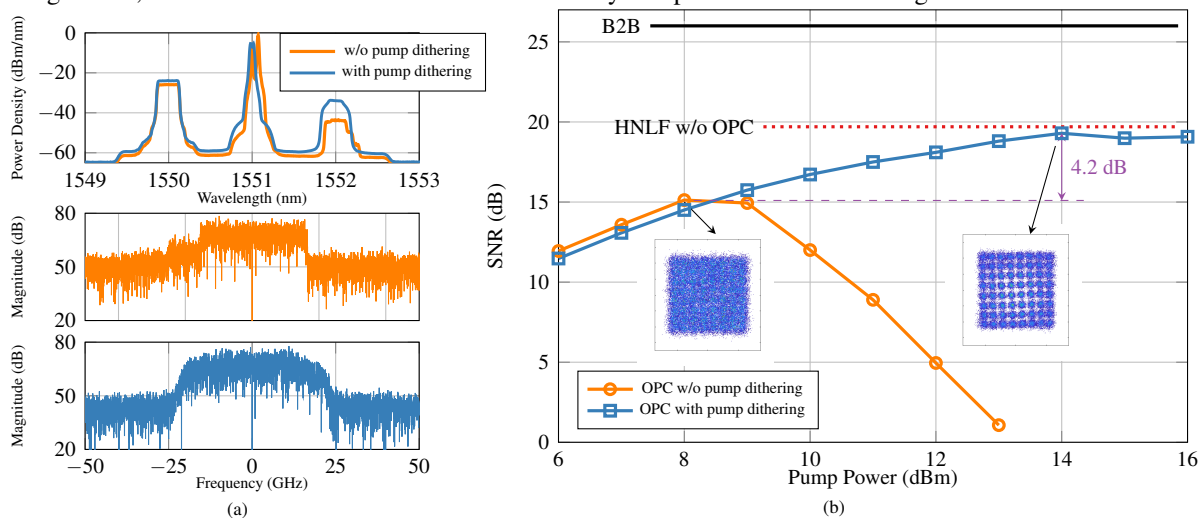 0
−20
−40
−60
Power Density (dBm/nm)
w/o pump dithering
with pump dithering
1549
1550
1551
1552
1553
Wavelength (nm)
80
50
20
Magnitude (dB)
80
50
20
Magnitude (dB)
−50
−25
0
25
50
Frequency (GHz)
(a)
25
20
15
10
5
0
SNR (dB)
B2B
HNLF w/o OPC
4.2 dB
OPC w/o pump dithering
OPC with pump dithering
6
8
10
12
14
16
Pump Power (dBm)
(b)